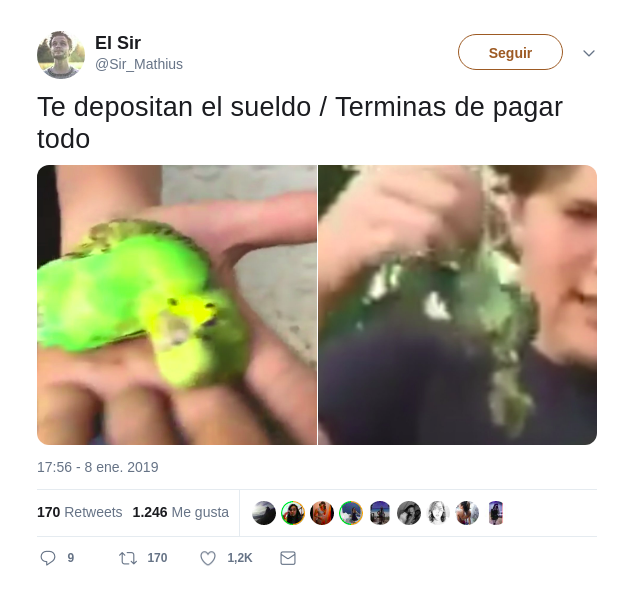 El Sir
@Sir_Mathius
Seguir
Te depositan el sueldo / Terminas de pagar
todo
17:56 - 8 ene. 2019
170 Retweets 1.246 Me gusta
9 170 1,2K